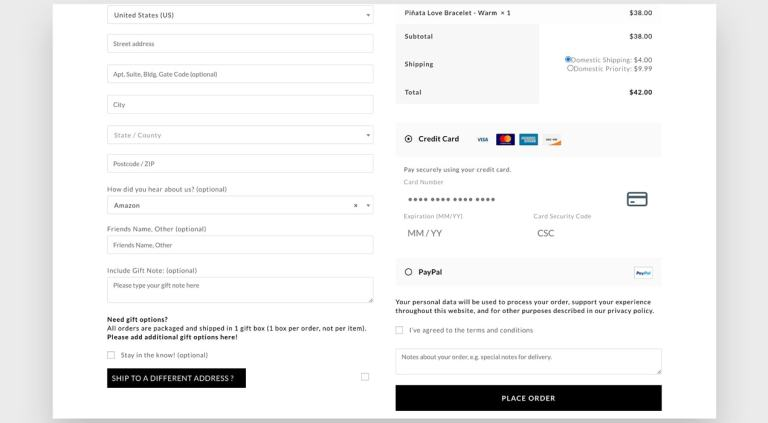 United States (US)
Street address
Apt, Suite, Bldg, Gate Code (optional)
City
State / County
Postcode / ZIP
How did you hear about us? (optional)
Amazon ×
Friends Name, Other (optional)
Friends Name, Other
Include Gift Note: (optional)
Please type your gift note here
Need gift options?
All orders are packaged and shipped in 1 gift box (1 box per order, not per item).
Please add additional gift options here!
Stay in the know! (optional)
SHIP TO A DIFFERENT ADDRESS ?
Piñata Love Bracelet - Warm × 1 $38.00
Subtotal $38.00
Shipping
Domestic Shipping: $4.00
Domestic Priority: $9.99
Total $42.00
Credit Card VISA
Pay securely using your credit card.
Card Number
•••• •••• •••• ••••
Expiration (MM/YY) Card Security Code
MM / YY CSC
PayPal PayPal
Your personal data will be used to process your order, support your experience
throughout this website, and for other purposes described in our privacy policy.
I've agreed to the terms and conditions
Notes about your order, e.g. special notes for delivery.
PLACE ORDER